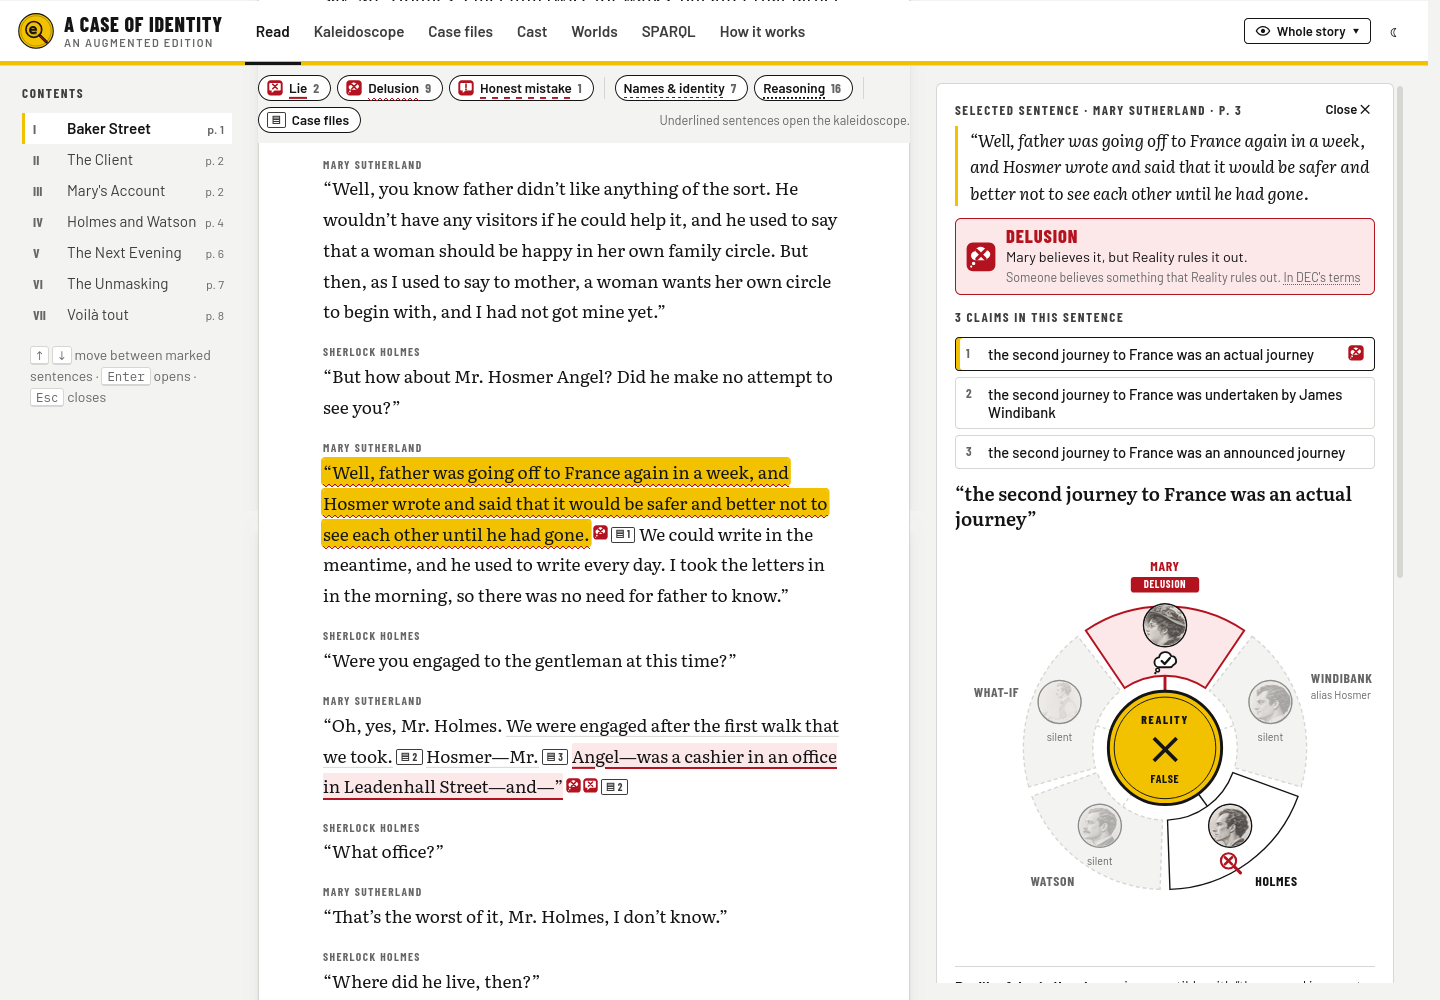 A CASE OF IDENTITY
AN AUGMENTED EDITION
Read
Kaleidoscope
Case files
Cast
Worlds
SPARQL
How it works
Whole story ▾
CONTENTS
I Baker Street p. 1
II The Client p. 2
III Mary's Account p. 2
IV Holmes and Watson p. 4
V The Next Evening p. 6
VI The Unmasking p. 7
VII Voilà tout p. 8
↑ ↓ move between marked
sentences · Enter opens ·
Esc closes
Lie 2
Delusion 9
Honest mistake 1
Names & identity 7
Reasoning 16
Case files
Underlined sentences open the kaleidoscope.
MARY SUTHERLAND
“Well, you know father didn’t like anything of the sort. He
wouldn’t have any visitors if he could help it, and he used to say
that a woman should be happy in her own family circle. But
then, as I used to say to mother, a woman wants her own circle
to begin with, and I had not got mine yet.”
SHERLOCK HOLMES
“But how about Mr. Hosmer Angel? Did he make no attempt to
see you?”
MARY SUTHERLAND
“Well, father was going off to France again in a week, and
Hosmer wrote and said that it would be safer and better not to
see each other until he had gone. 1 We could write in the
meantime, and he used to write every day. I took the letters in
in the morning, so there was no need for father to know.”
SHERLOCK HOLMES
“Were you engaged to the gentleman at this time?”
MARY SUTHERLAND
“Oh, yes, Mr. Holmes. We were engaged after the first walk that
we took. 2 Hosmer—Mr. 3 Angel—was a cashier in an office
in Leadenhall Street—and—” 2
SHERLOCK HOLMES
“What office?”
MARY SUTHERLAND
“That’s the worst of it, Mr. Holmes, I don’t know.”
SHERLOCK HOLMES
“Where did he live, then?”
SELECTED SENTENCE · MARY SUTHERLAND · P. 3
Close ✕
“Well, father was going off to France again in a week,
and Hosmer wrote and said that it would be safer and
better not to see each other until he had gone.
DELUSION
Mary believes it, but Reality rules it out.
Someone believes something that Reality rules out. In DEC's terms
3 CLAIMS IN THIS SENTENCE
1 the second journey to France was an actual journey
2 the second journey to France was undertaken by James
Windibank
3 the second journey to France was an announced journey
“the second journey to France was an actual
journey”
MARY
DELUSION
WHAT-IF
silent
WINDIBANK
alias Hosmer
silent
REALITY
FALSE
silent
WATSON
HOLMES